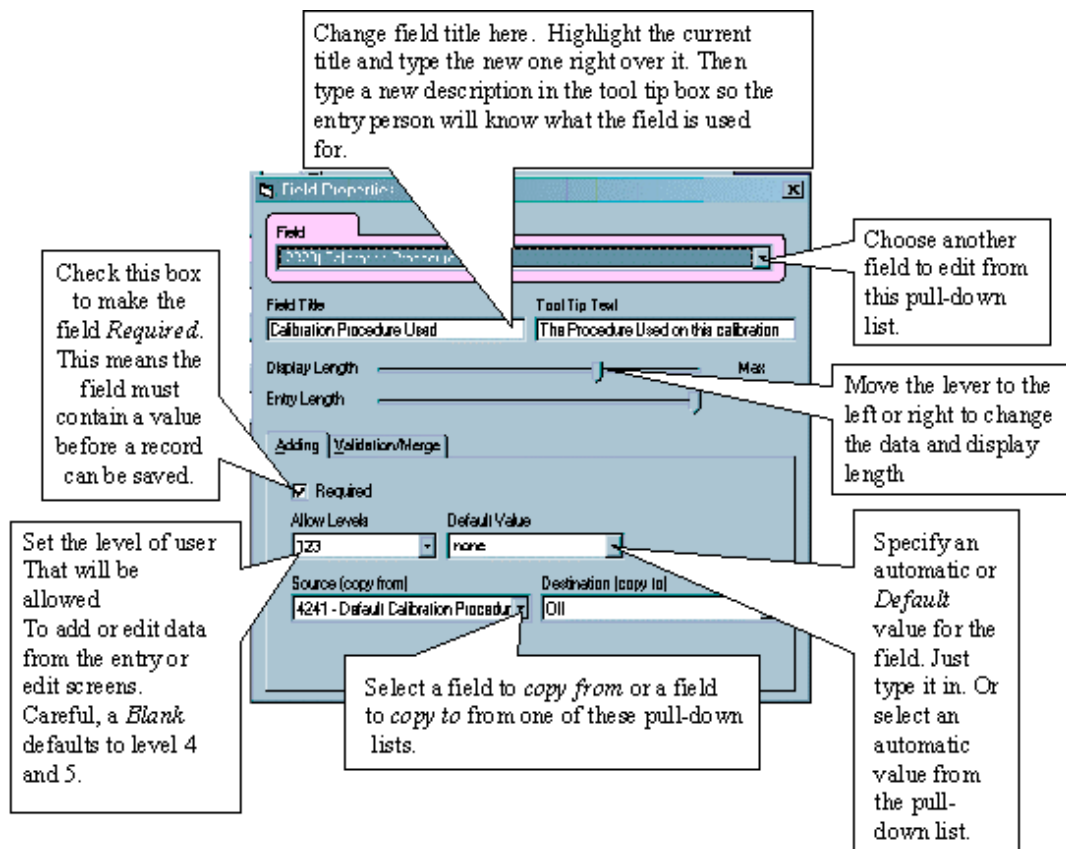 Change field title here. Highlight the current
title and type the new one right over it. Then
type a new description in the tool tip box so the
entry person will know what the field is used
for.
Field Properties
Field
Calibration
Check this box
to make the
field Required.
This means the
field must
contain a value
before a record
can be saved.
Choose another
field to edit from
this pull-down
list.
Field Title
Tool Tip Text
Calibration Procedure Used
The Procedure Used on this calibration
Display Length
Max
Entry Length
Move the lever to the
left or right to change
the data and display
length
Adding
Validation/Merge
Required
Allow Levels
Default Value
123
none
Source (copy from)
Destination (copy to)
4241 - Default Calibration Procedur
Off
Set the level of user
That will be
allowed
To add or edit data
from the entry or
edit screens.
Careful, a Blank
defaults to level 4
and 5.
Select a field to copy from or a field
to copy to from one of these pull-down
lists.
Specify an
automatic or
Default
value for the
field. Just
type it in. Or
select an
automatic
value from
the pull-
down list.